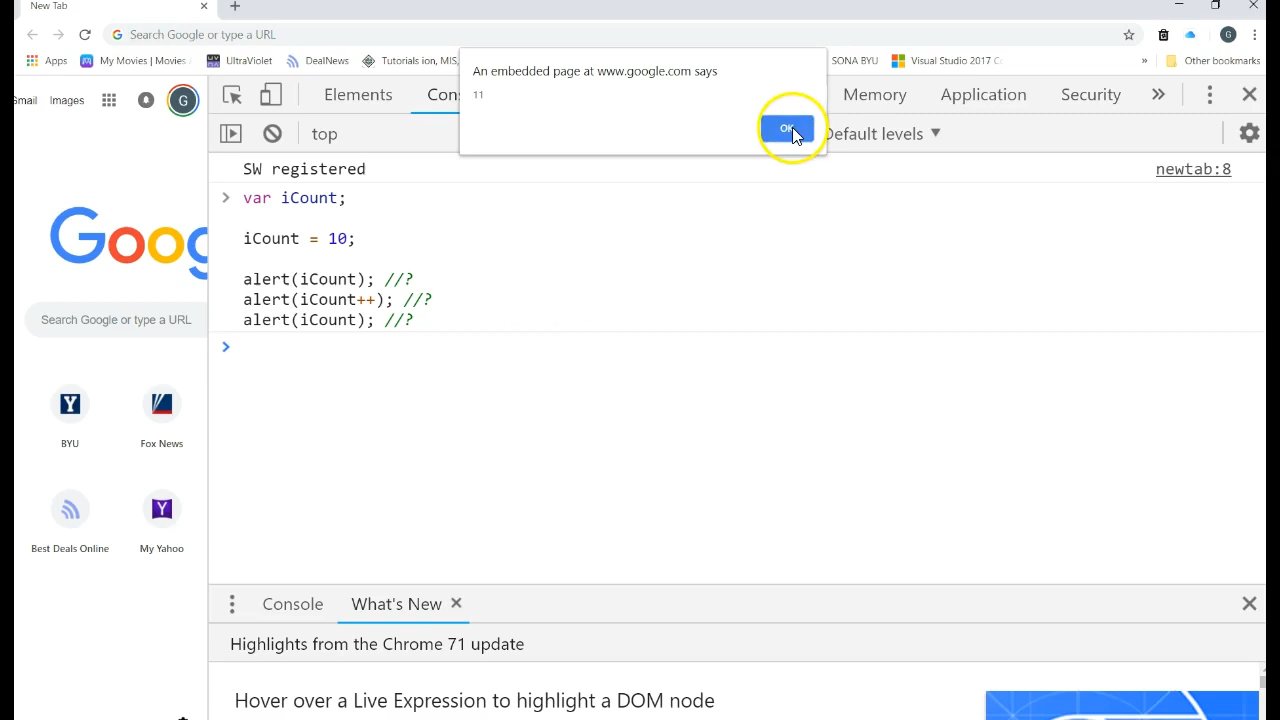 New Tab
Search Google or type a URL
Apps
My Movies | Movies
UltraViolet
DealNews
Tutorials
ion, MIS,
SONA BYU
Visual Studio 2017
»
Other bookmarks
An embedded page at www.google.com says
11
OK
Images
G
G
Elements
Memory
Application
Security
»
top
Default levels ▼
SW registered
newtab:8
> var iCount;
iCount = 10;
alert(iCount); //?
alert(iCount++); //?
alert(iCount); //?
>
Search Google or type a URL
Y
BYU
Fox News
Best Deals Online
Y
My Yahoo
Console
What's New
Highlights from the Chrome 71 update
Hover over a Live Expression to highlight a DOM node